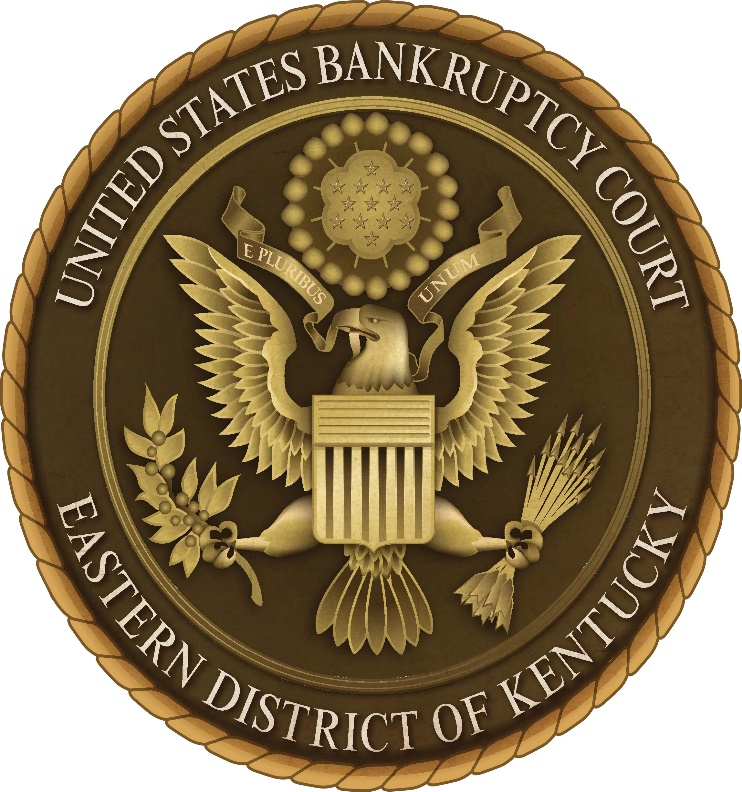 UNITED STATES BANKRUPTCY COURT
E PLURIBUS UNUM
EASTERN DISTRICT OF KENTUCKY